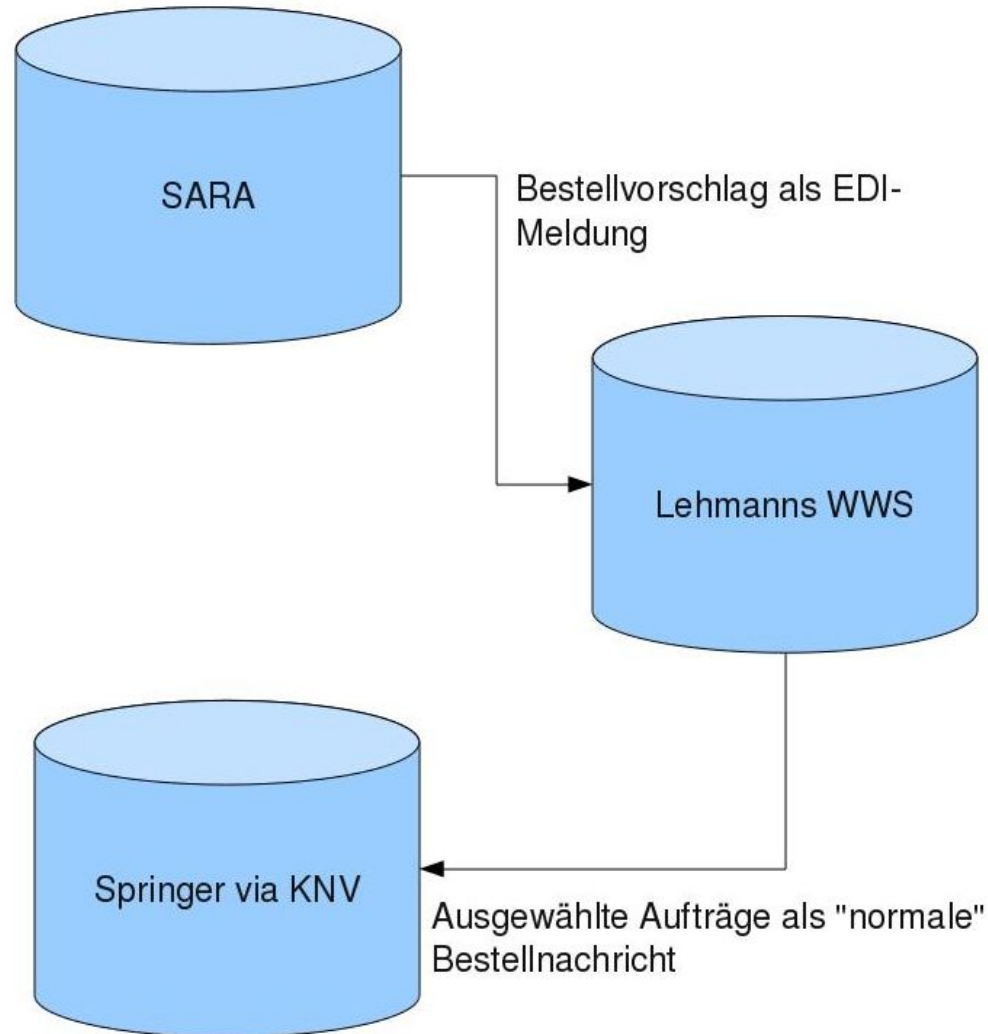 SARA
Bestellvorschlag als EDI-
Meldung
Lehmanns WWS
Springer via KNV
Ausgewählte Aufträge als "normale"
Bestellnachricht